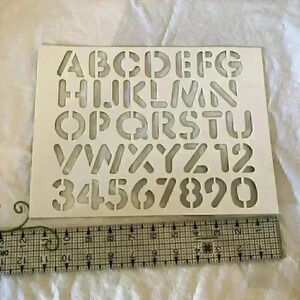 ABCDEFG
HIJKLMN
OPQRSTU
VWXYZ12
34567890